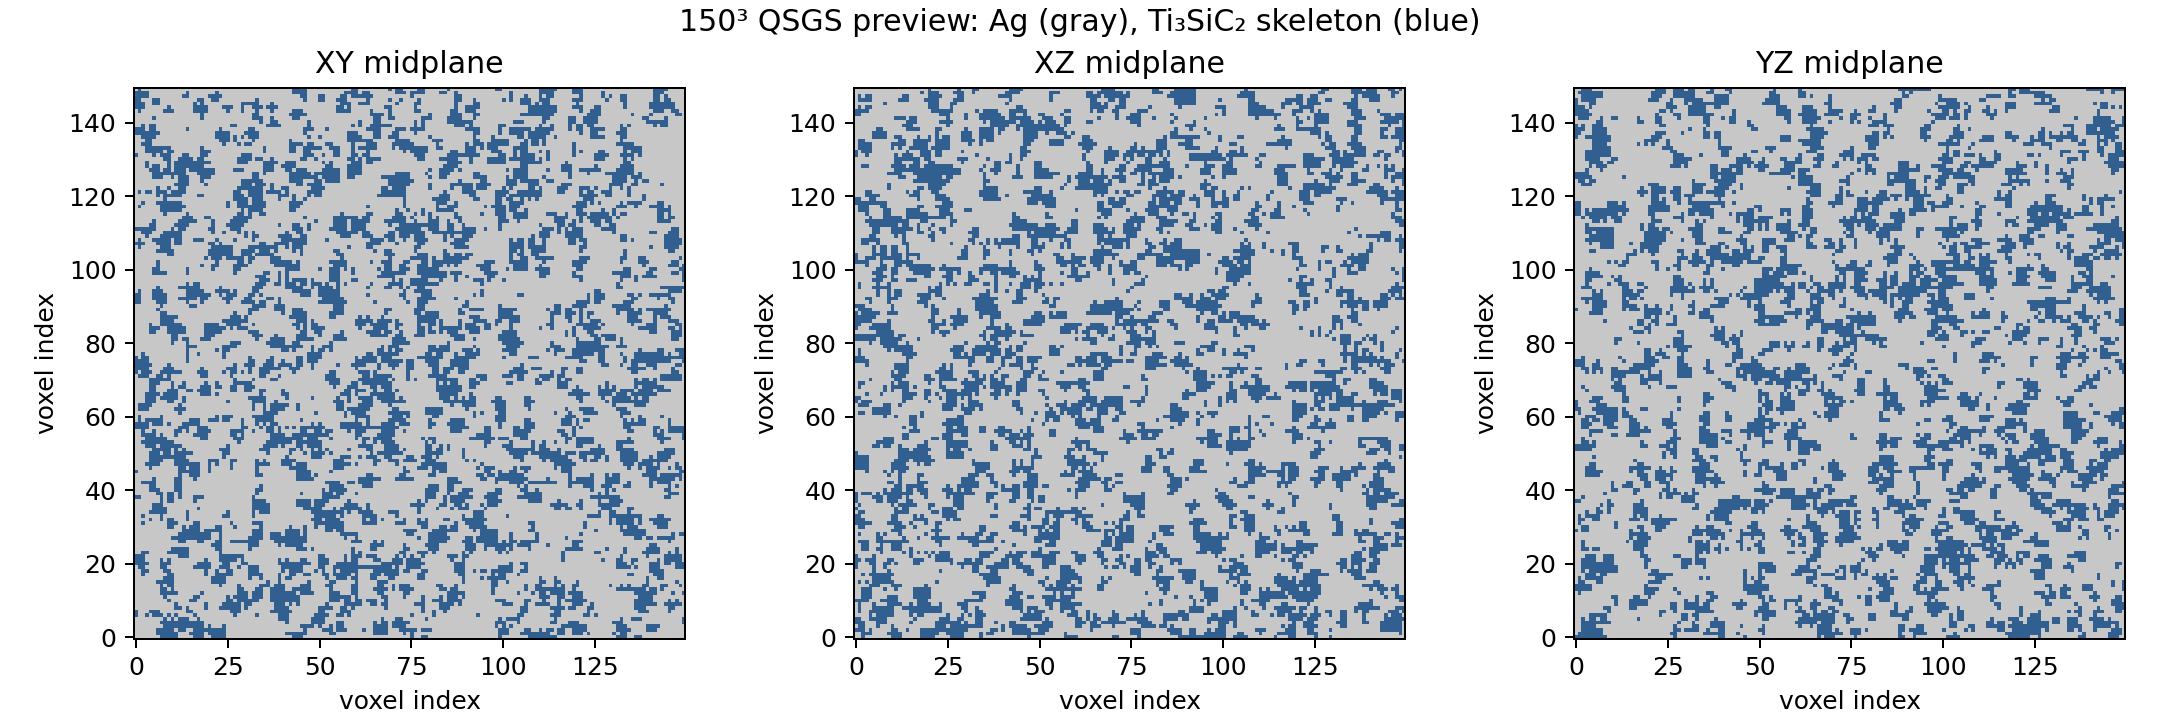 150³ QSGS preview: Ag (gray), Ti₃SiC₂ skeleton (blue)
XY midplane
XZ midplane
YZ midplane
voxel index
140
120
100
80
60
40
20
0
0 25 50 75 100 125
voxel index
voxel index
140
120
100
80
60
40
20
0
0 25 50 75 100 125
voxel index
voxel index
140
120
100
80
60
40
20
0
0 25 50 75 100 125
voxel index